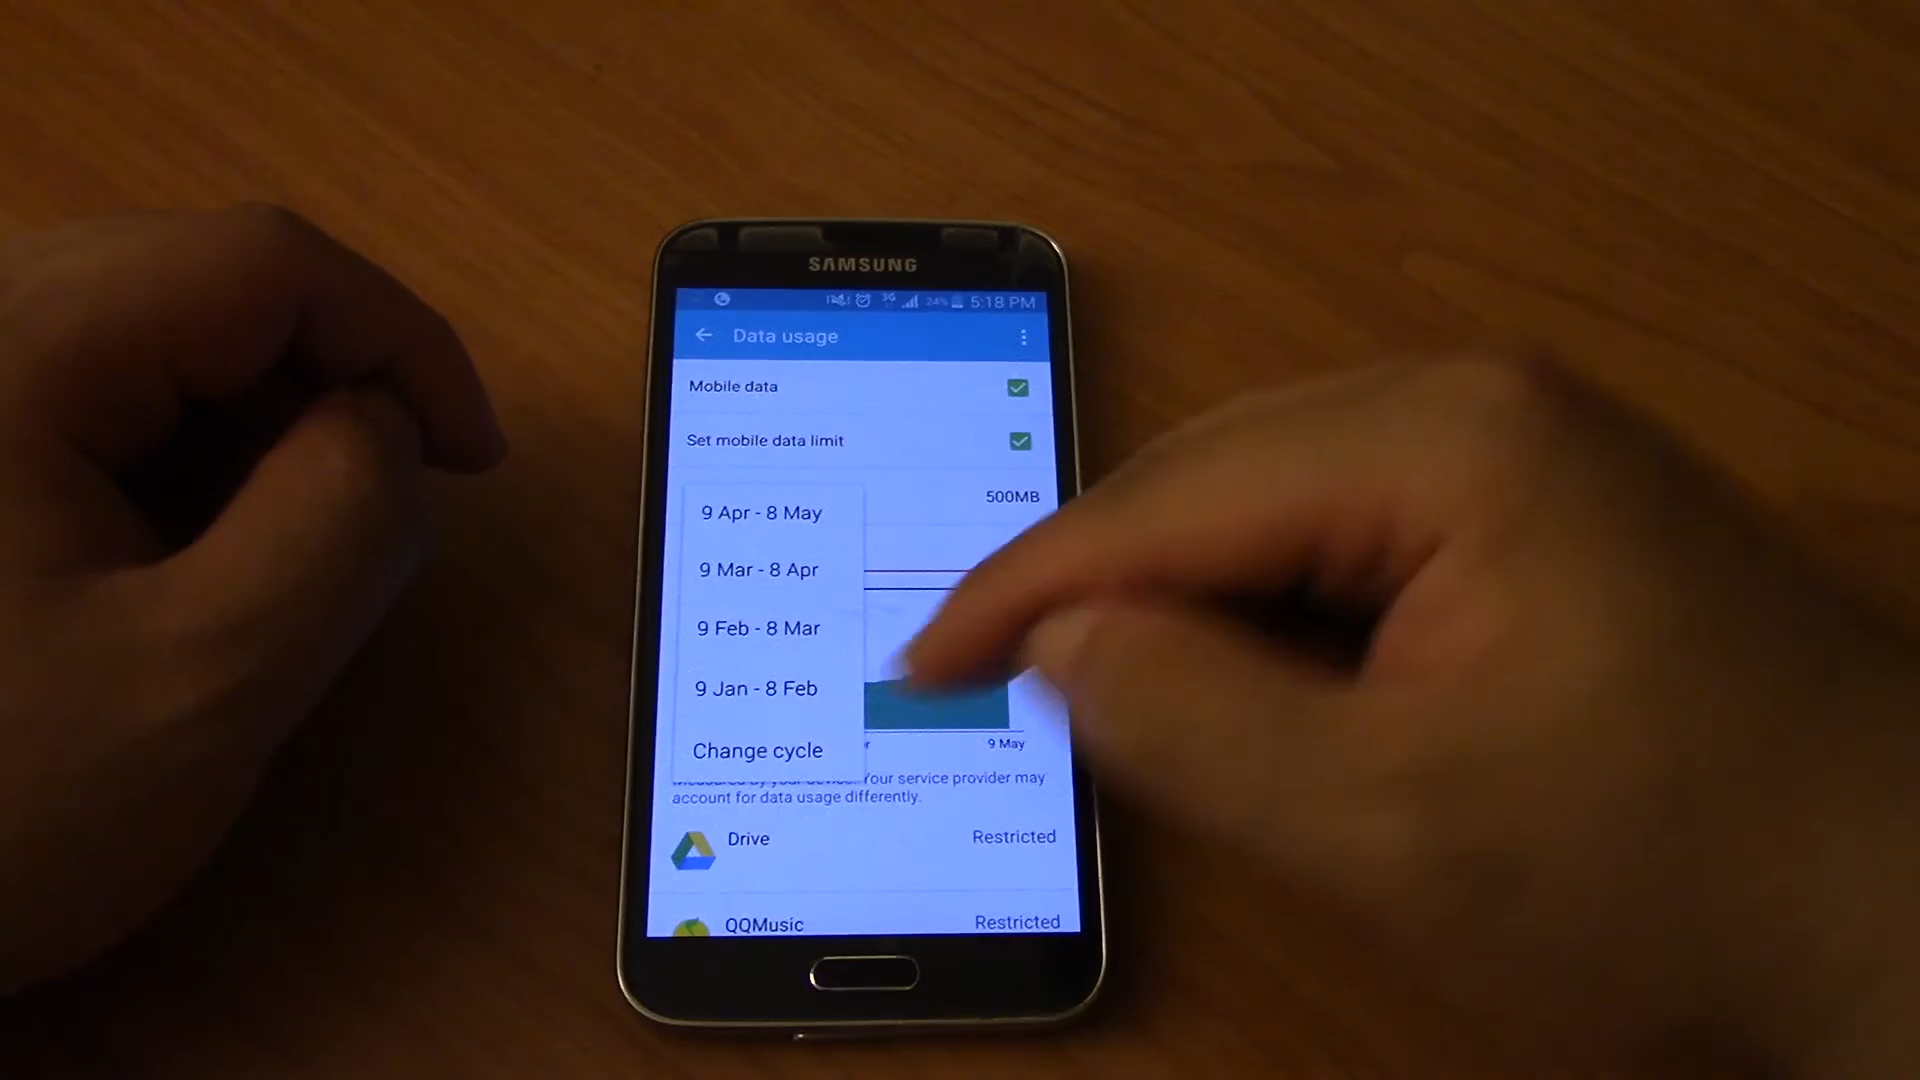 SAMSUNG
3G 24% 5:18 PM
Data usage
Mobile data
Set mobile data limit
500MB
9 Apr - 8 May
9 Mar - 8 Apr
9 Feb - 8 Mar
9 Jan - 8 Feb
9 May
Change cycle
Your service provider may
account for data usage differently.
Drive Restricted
QQMusic Restricted